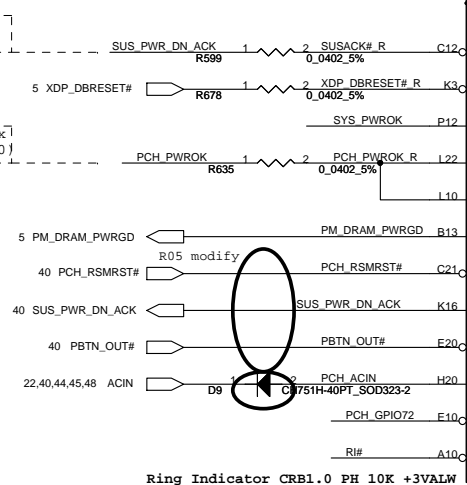 SUS_PWR_DN_ACK 1 2 SUSACK#_R C12
R599 0_0402_5%
5 XDP_DBRESET# 1 2 XDP_DBRESET#_R K3
R678 0_0402_5%
SYS_PWROK P12
k
0)
PCH_PWROK 1 2 PCH_PWROK_R L22
R635 0_0402_5%
L10
5 PM_DRAM_PWRGD PM_DRAM_PWRGD B13
R05 modify
40 PCH_RSMRST# PCH_RSMRST# C21
40 SUS_PWR_DN_ACK SUS_PWR_DN_ACK K16
40 PBTN_OUT# PBTN_OUT# E20
22,40,44,45,48 ACIN 1 2 PCH_ACIN H20
D9 CH751H-40PT_SOD323-2
PCH_GPIO72 E10
RI# A10
Ring Indicator CRB1.0 PH 10K +3VALW